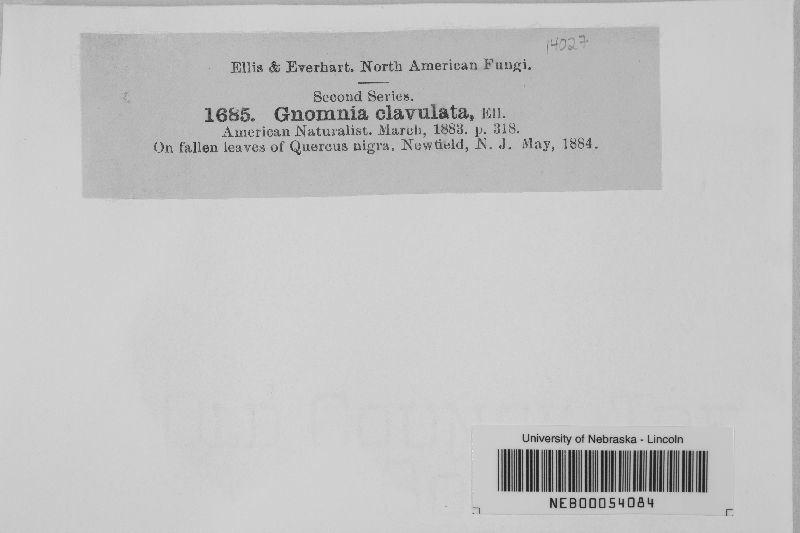 14027
Ellis & Everhart. North American Fungi.
Second Series.
1685. Gnomnia clavulata, Ell.
American Naturalist. March, 1883. p. 318.
On fallen leaves of Quercus nigra. Newfield, N. J. May, 1884.
University of Nebraska - Lincoln
NEB00054084